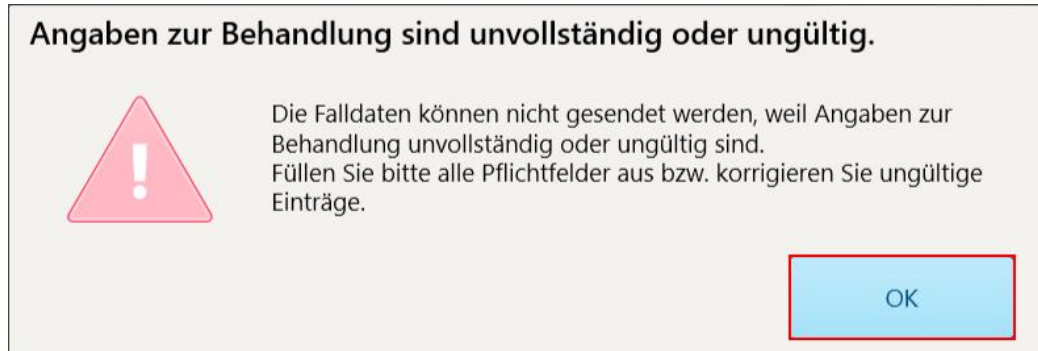 Angaben zur Behandlung sind unvollständig oder ungültig.
Die Falldaten können nicht gesendet werden, weil Angaben zur
Behandlung unvollständig oder ungültig sind.
Füllen Sie bitte alle Pflichtfelder aus bzw. korrigieren Sie ungültige
Einträge.
!
OK